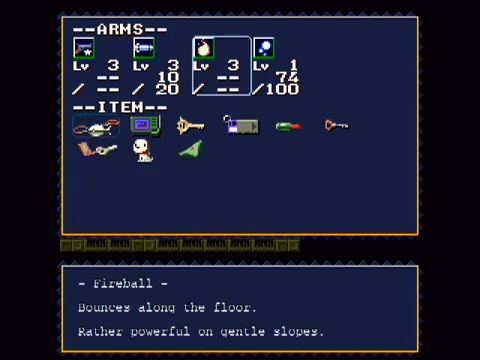 --ARMS--
Lv 3 Lv 3 Lv 3 Lv 1
-- 10 -- 74
/ -- / 20 / -- /100
--ITEM--
- Fireball -
Bounces along the floor.
Rather powerful on gentle slopes.